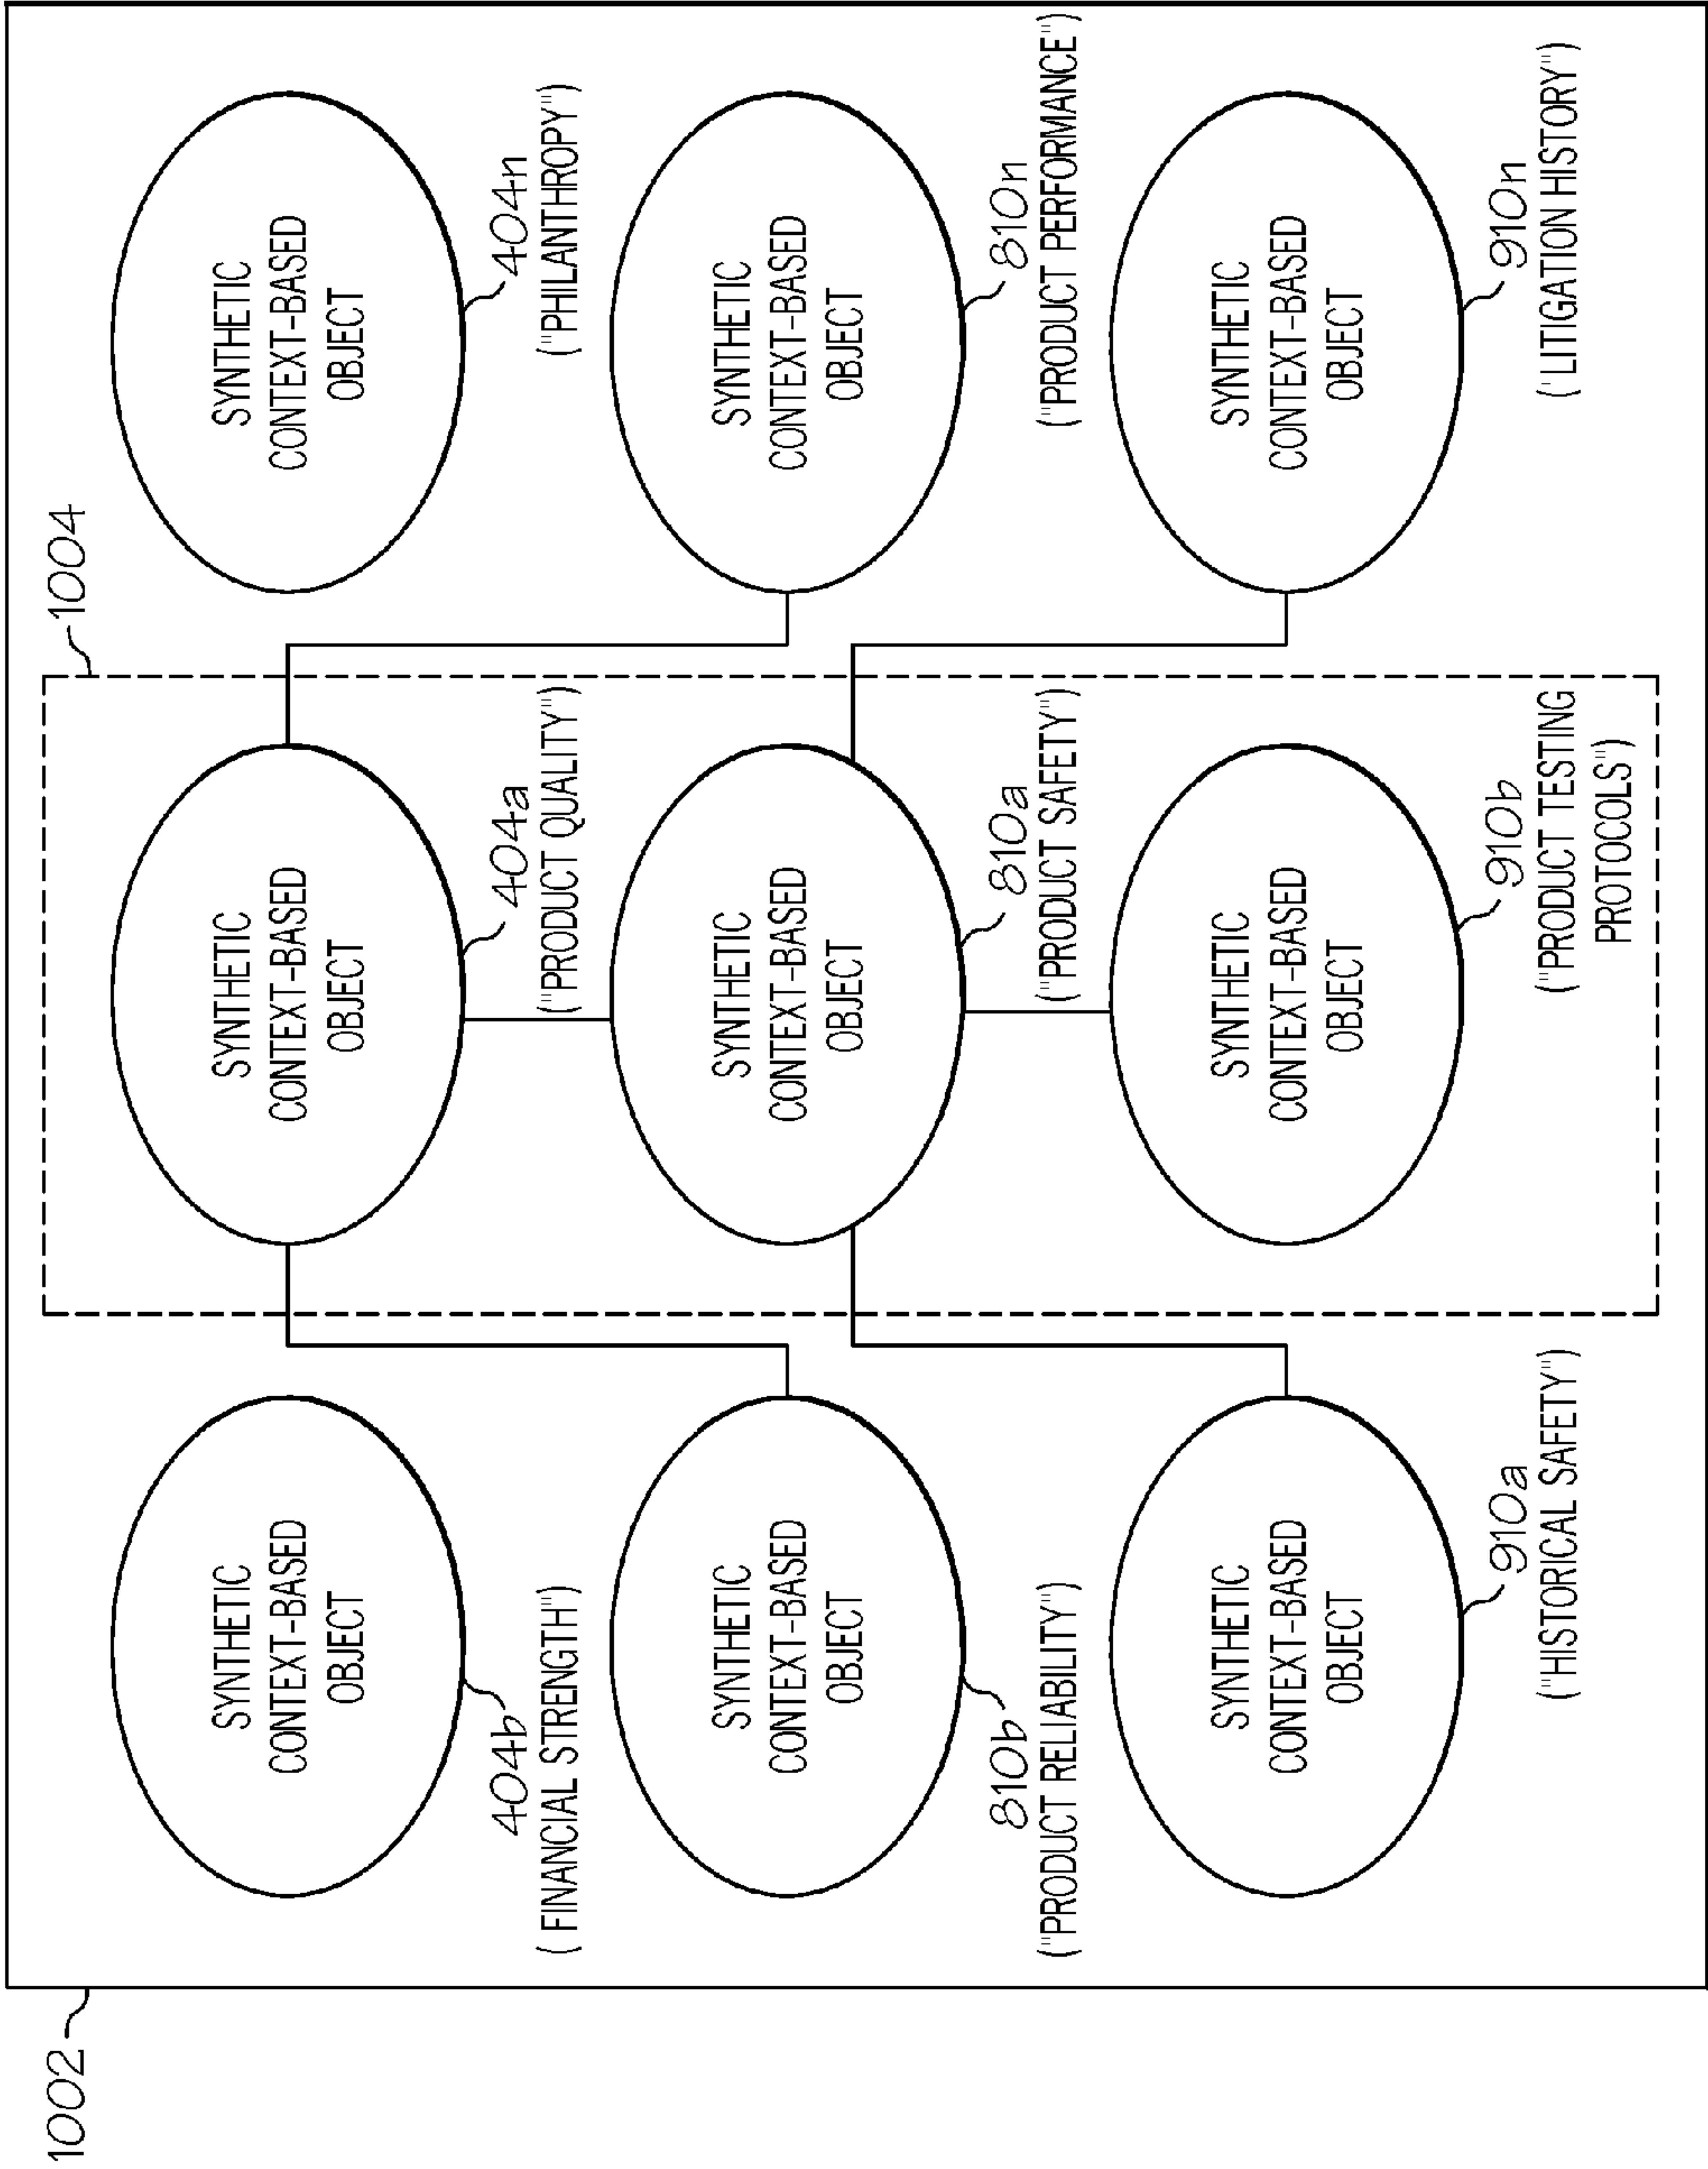 1002
1004
SYNTHETIC
CONTEXT-BASED
OBJECT
404b
( FINANCIAL STRENGTH")
SYNTHETIC
CONTEXT-BASED
OBJECT
404a
("PRODUCT QUALITY")
SYNTHETIC
CONTEXT-BASED
OBJECT
404n
("PHILANTHROPY")
SYNTHETIC
CONTEXT-BASED
OBJECT
810b
("PRODUCT RELIABILITY")
SYNTHETIC
CONTEXT-BASED
OBJECT
810a
("PRODUCT SAFETY")
SYNTHETIC
CONTEXT-BASED
OBJECT
810n
("PRODUCT PERFORMANCE")
SYNTHETIC
CONTEXT-BASED
OBJECT
910a
("HISTORICAL SAFETY")
SYNTHETIC
CONTEXT-BASED
OBJECT
910b
("PRODUCT TESTING
PROTOCOLS")
SYNTHETIC
CONTEXT-BASED
OBJECT
910n
('LITIGATION HISTORY")